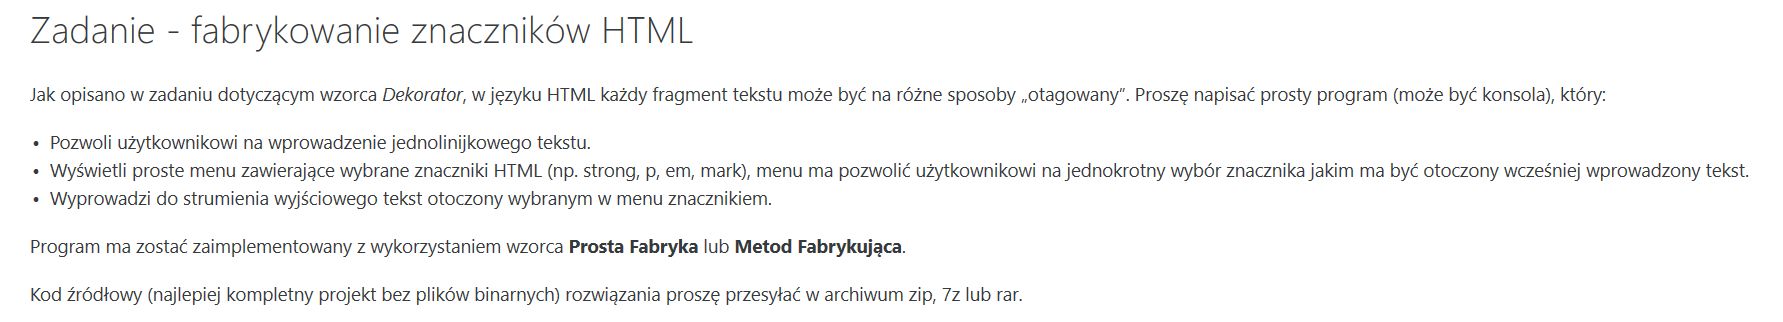 Zadanie - fabrykowanie znaczników HTML
Jak opisano w zadaniu dotyczącym wzorca Dekorator, w języku HTML każdy fragment tekstu może być na różne sposoby „otagowany”. Proszę napisać prosty program (może być konsola), który:
• Pozwoli użytkownikowi na wprowadzenie jednolinijkowego tekstu.
• Wyświetli proste menu zawierające wybrane znaczniki HTML (np. strong, p, em, mark), menu ma pozwolić użytkownikowi na jednokrotny wybór znacznika jakim ma być otoczony wcześniej wprowadzony tekst.
• Wyprowadzi do strumienia wyjściowego tekst otoczony wybranym w menu znacznikiem.
Program ma zostać zaimplementowany z wykorzystaniem wzorca Prosta Fabryka lub Metod Fabrykująca.
Kod źródłowy (najlepiej kompletny projekt bez plików binarnych) rozwiązania proszę przesyłać w archiwum zip, 7z lub rar.